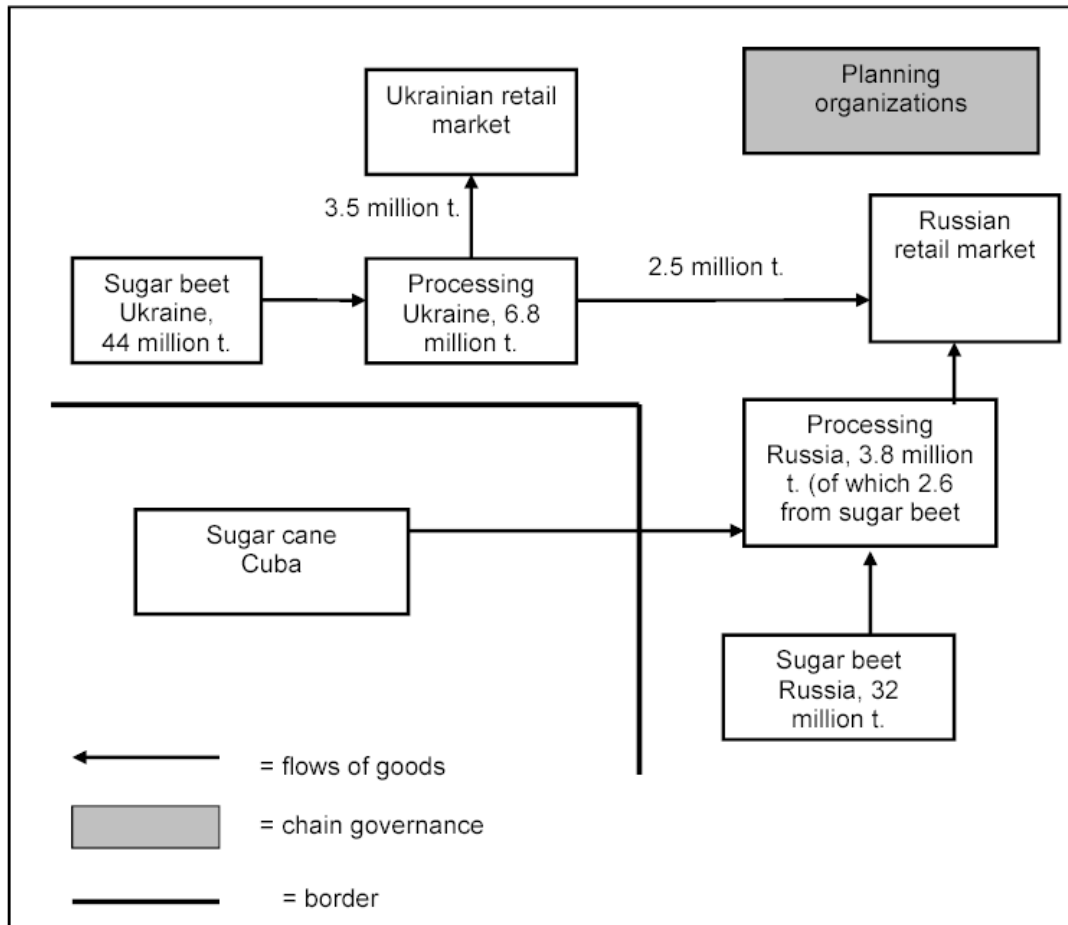 Planning
organizations
Ukrainian retail
market
3.5 million t.
Russian
retail market
2.5 million t.
Sugar beet
Ukraine,
44 million t.
Processing
Ukraine, 6.8
million t.
Processing
Russia, 3.8 million
t. (of which 2.6
from sugar beet
Sugar cane
Cuba
Sugar beet
Russia, 32
million t.
= flows of goods
= chain governance
= border